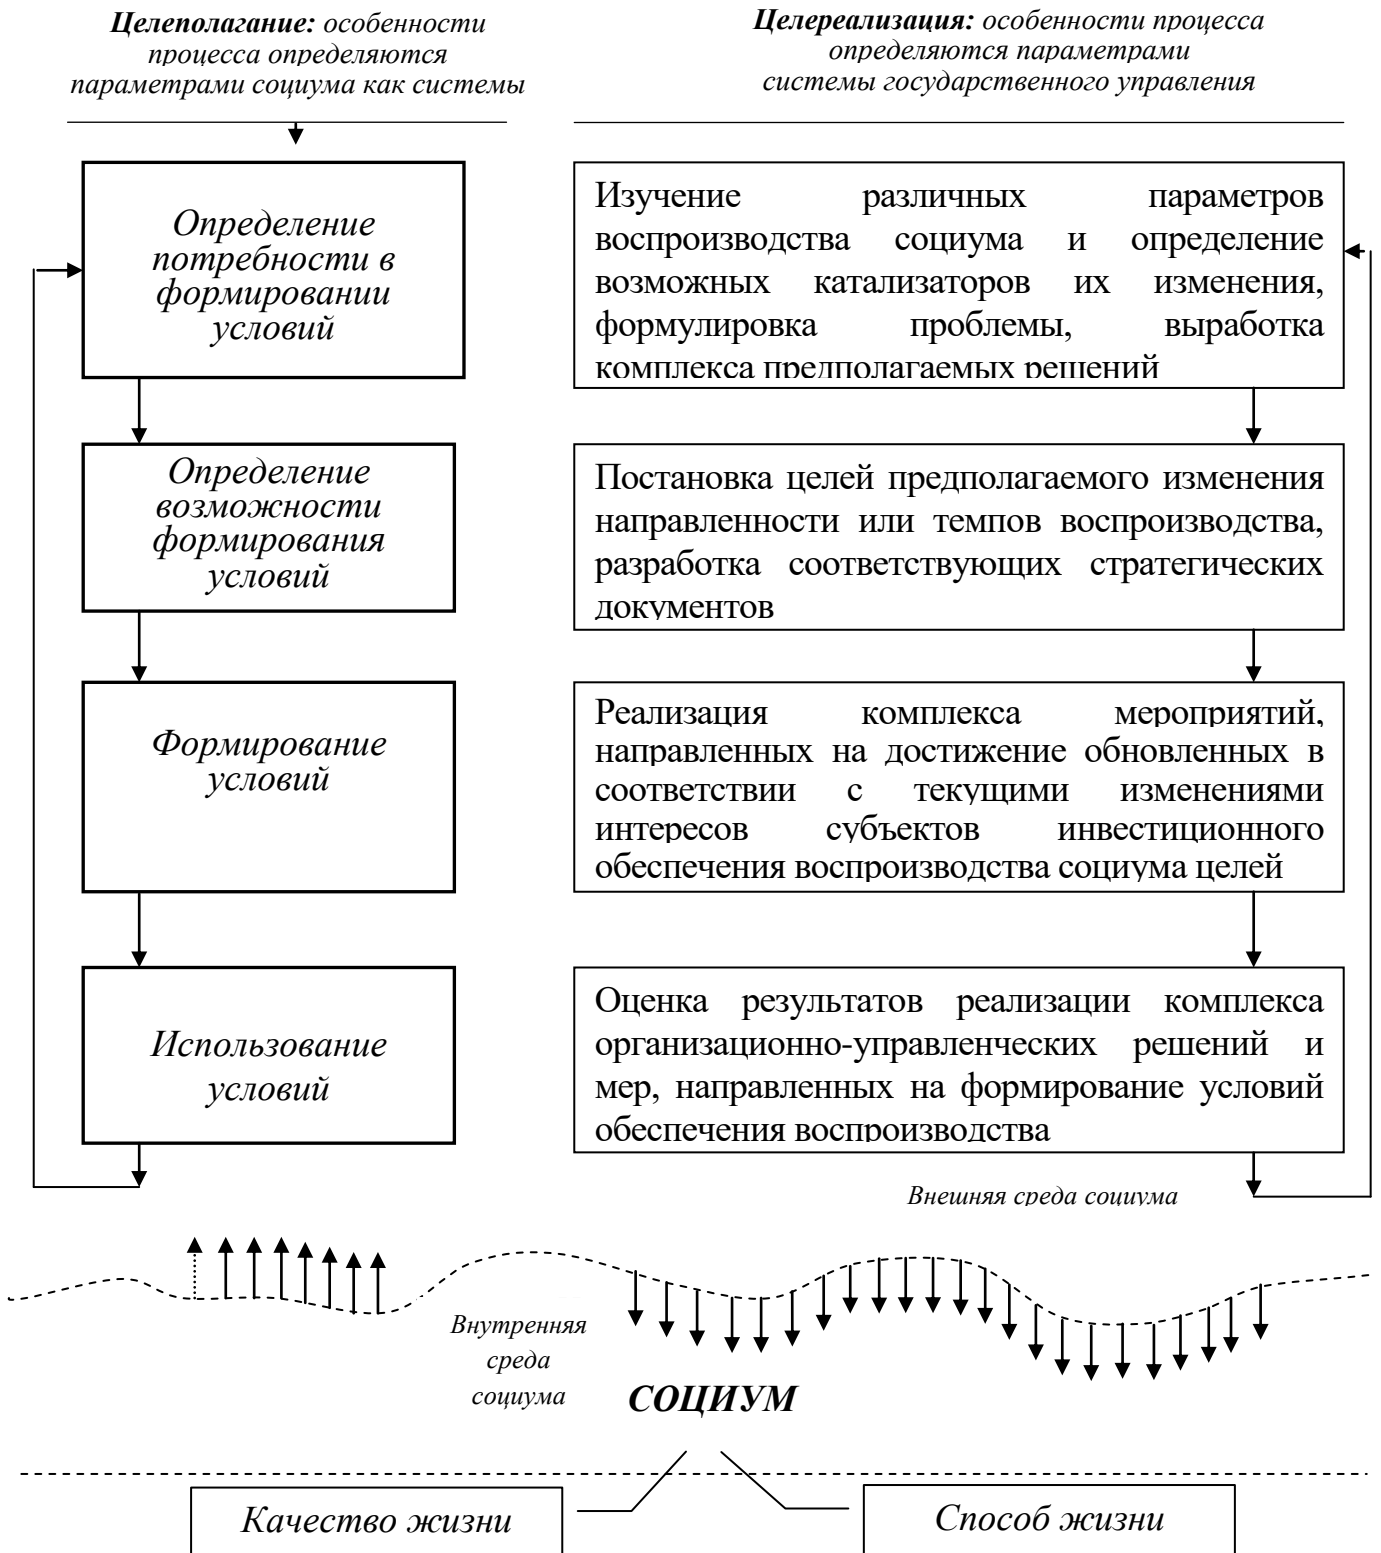 Целеполагание: особенности
процесса определяются
параметрами социума как системы
Целереализация: особенности процесса
определяются параметрами
системы государственного управления
Определение
потребности в
формировании
условий
Изучение различных параметров
воспроизводства социума и определение
возможных катализаторов их изменения,
формулировка проблемы, выработка
комплекса предполагаемых решений
Определение
возможности
формирования
условий
Постановка целей предполагаемого изменения
направленности или темпов воспроизводства,
разработка соответствующих стратегических
документов
Формирование
условий
Реализация комплекса мероприятий,
направленных на достижение обновленных в
соответствии с текущими изменениями
интересов субъектов инвестиционного
обеспечения воспроизводства социума целей
Использование
условий
Оценка результатов реализации комплекса
организационно-управленческих решений и
мер, направленных на формирование условий
обеспечения воспроизводства
Внешняя среда социума
Внутренняя
среда
социума
СОЦИУМ
Качество жизни
Способ жизни